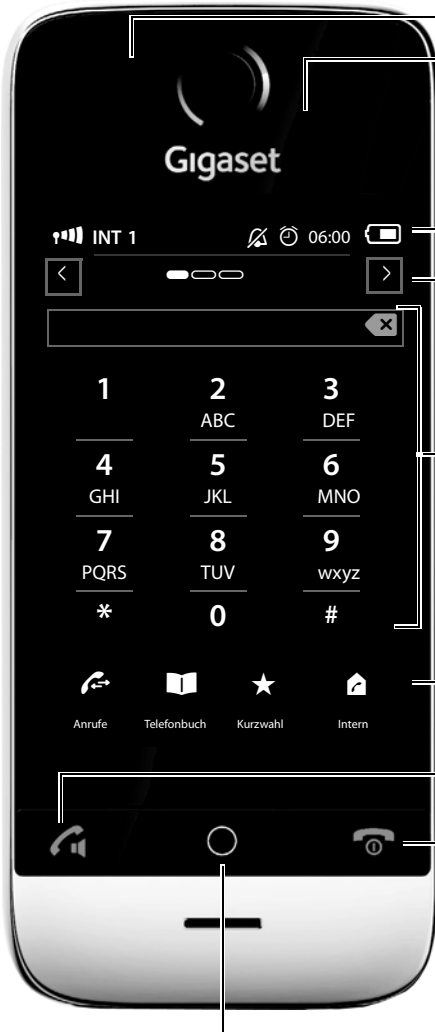 Gigaset
INT 1 06:00
1 2 3
ABC DEF
4 5 6
GHI JKL MNO
7 8 9
PQRS TUV wxyz
* 0 #
Anrufe Telefonbuch Kurzwahl Intern